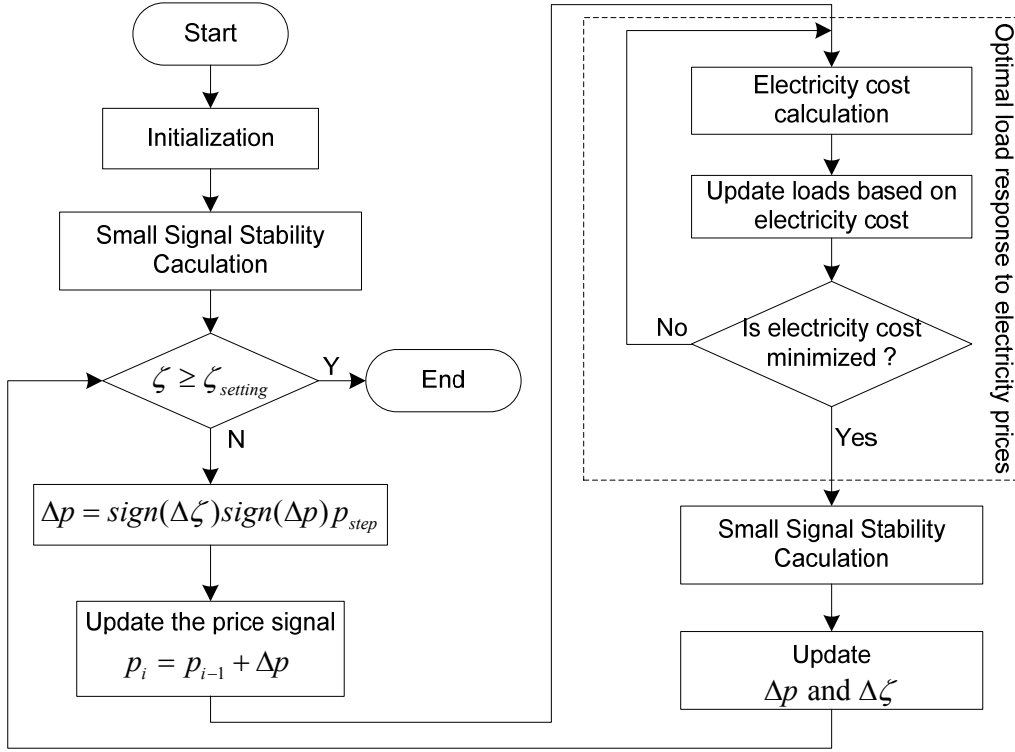 Start
Initialization
Small Signal Stability
Caculation
ζ ≥ ζ_setting
Y
End
N
Δp = sign(Δζ)sign(Δp)p_step
Update the price signal
p_i = p_{i−1} + Δp
Electricity cost
calculation
Update loads based on
electricity cost
Is electricity cost
minimized ?
No
Yes
Optimal load response to electricity prices
Small Signal Stability
Caculation
Update
Δp and Δζ